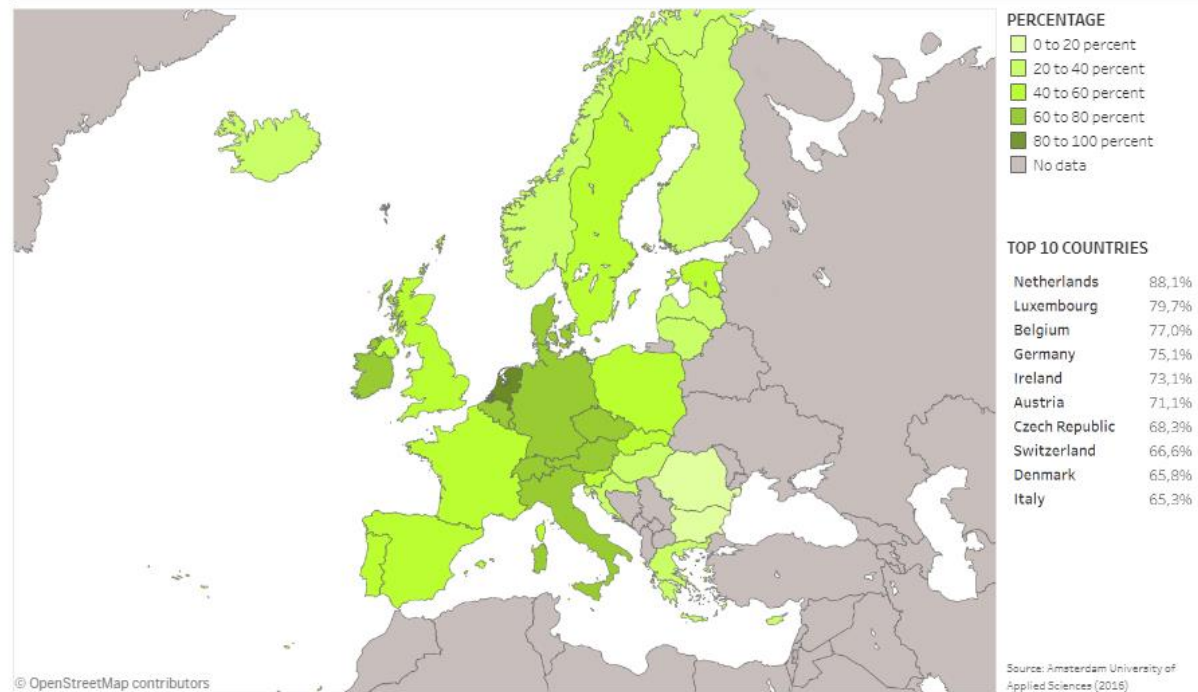 PERCENTAGE
0 to 20 percent
20 to 40 percent
40 to 60 percent
60 to 80 percent
80 to 100 percent
No data
TOP 10 COUNTRIES
Netherlands 88,1%
Luxembourg 79,7%
Belgium 77,0%
Germany 75,1%
Ireland 73,1%
Austria 71,1%
Czech Republic 68,3%
Switzerland 66,6%
Denmark 65,8%
Italy 65,3%
Source: Amsterdam University of
Applied Sciences (2016)
© OpenStreetMap contributors